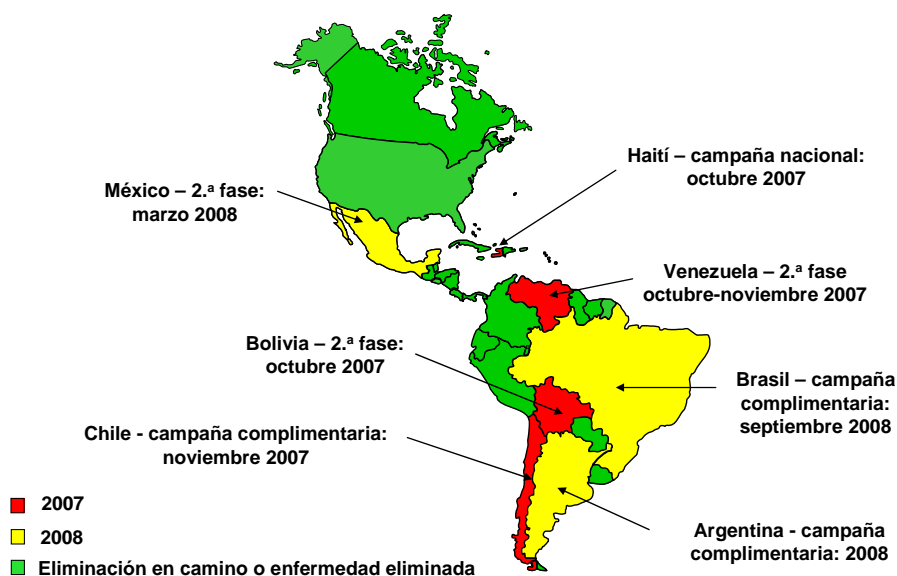 Haití – campaña nacional:
octubre 2007
México – 2.ª fase:
marzo 2008
Venezuela – 2.ª fase
octubre-noviembre 2007
Bolivia – 2.ª fase:
octubre 2007
Brasil – campaña
complimentaria:
septiembre 2008
Chile - campaña complimentaria:
noviembre 2007
Argentina - campaña
complimentaria: 2008
2007
2008
Eliminación en camino o enfermedad eliminada